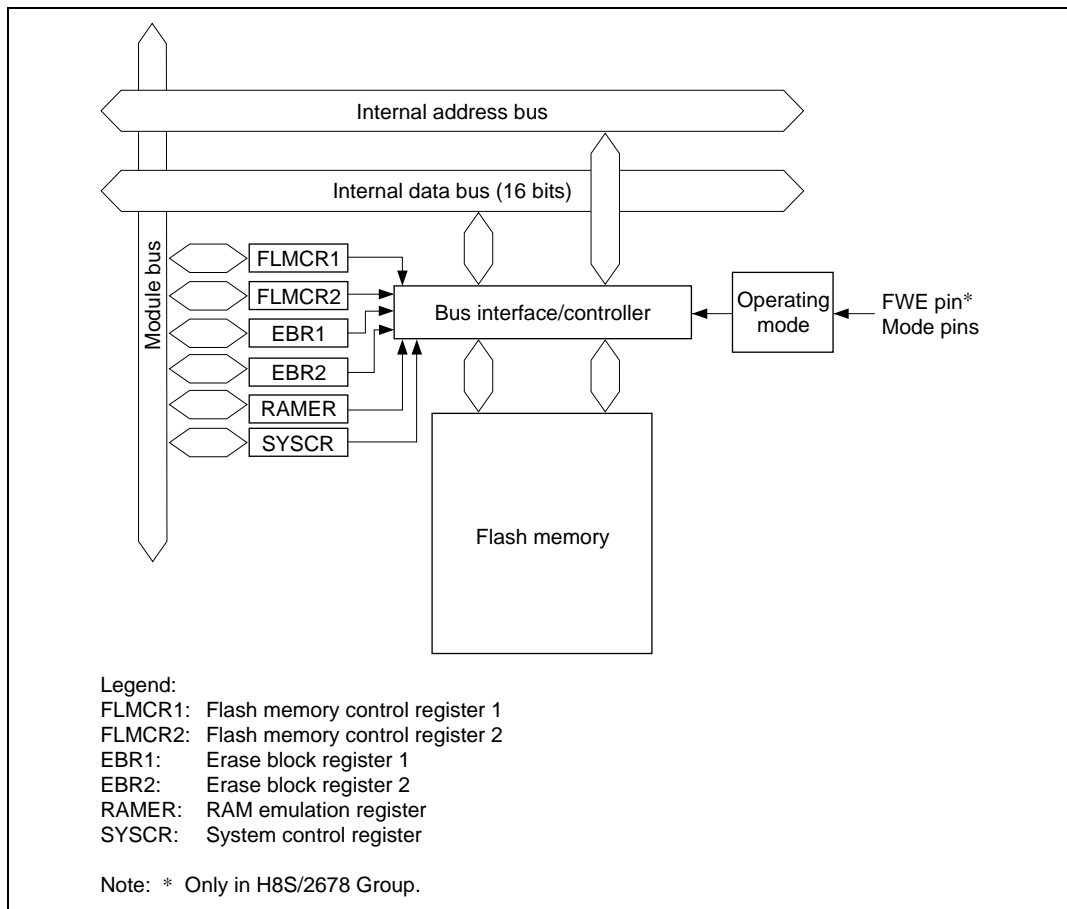 Internal address bus
Internal data bus (16 bits)
Module bus
FLMCR1
FLMCR2
EBR1
EBR2
RAMER
SYSCR
Bus interface/controller
Operating
mode
FWE pin*
Mode pins
Flash memory
Legend:
FLMCR1: Flash memory control register 1
FLMCR2: Flash memory control register 2
EBR1: Erase block register 1
EBR2: Erase block register 2
RAMER: RAM emulation register
SYSCR: System control register
Note: * Only in H8S/2678 Group.